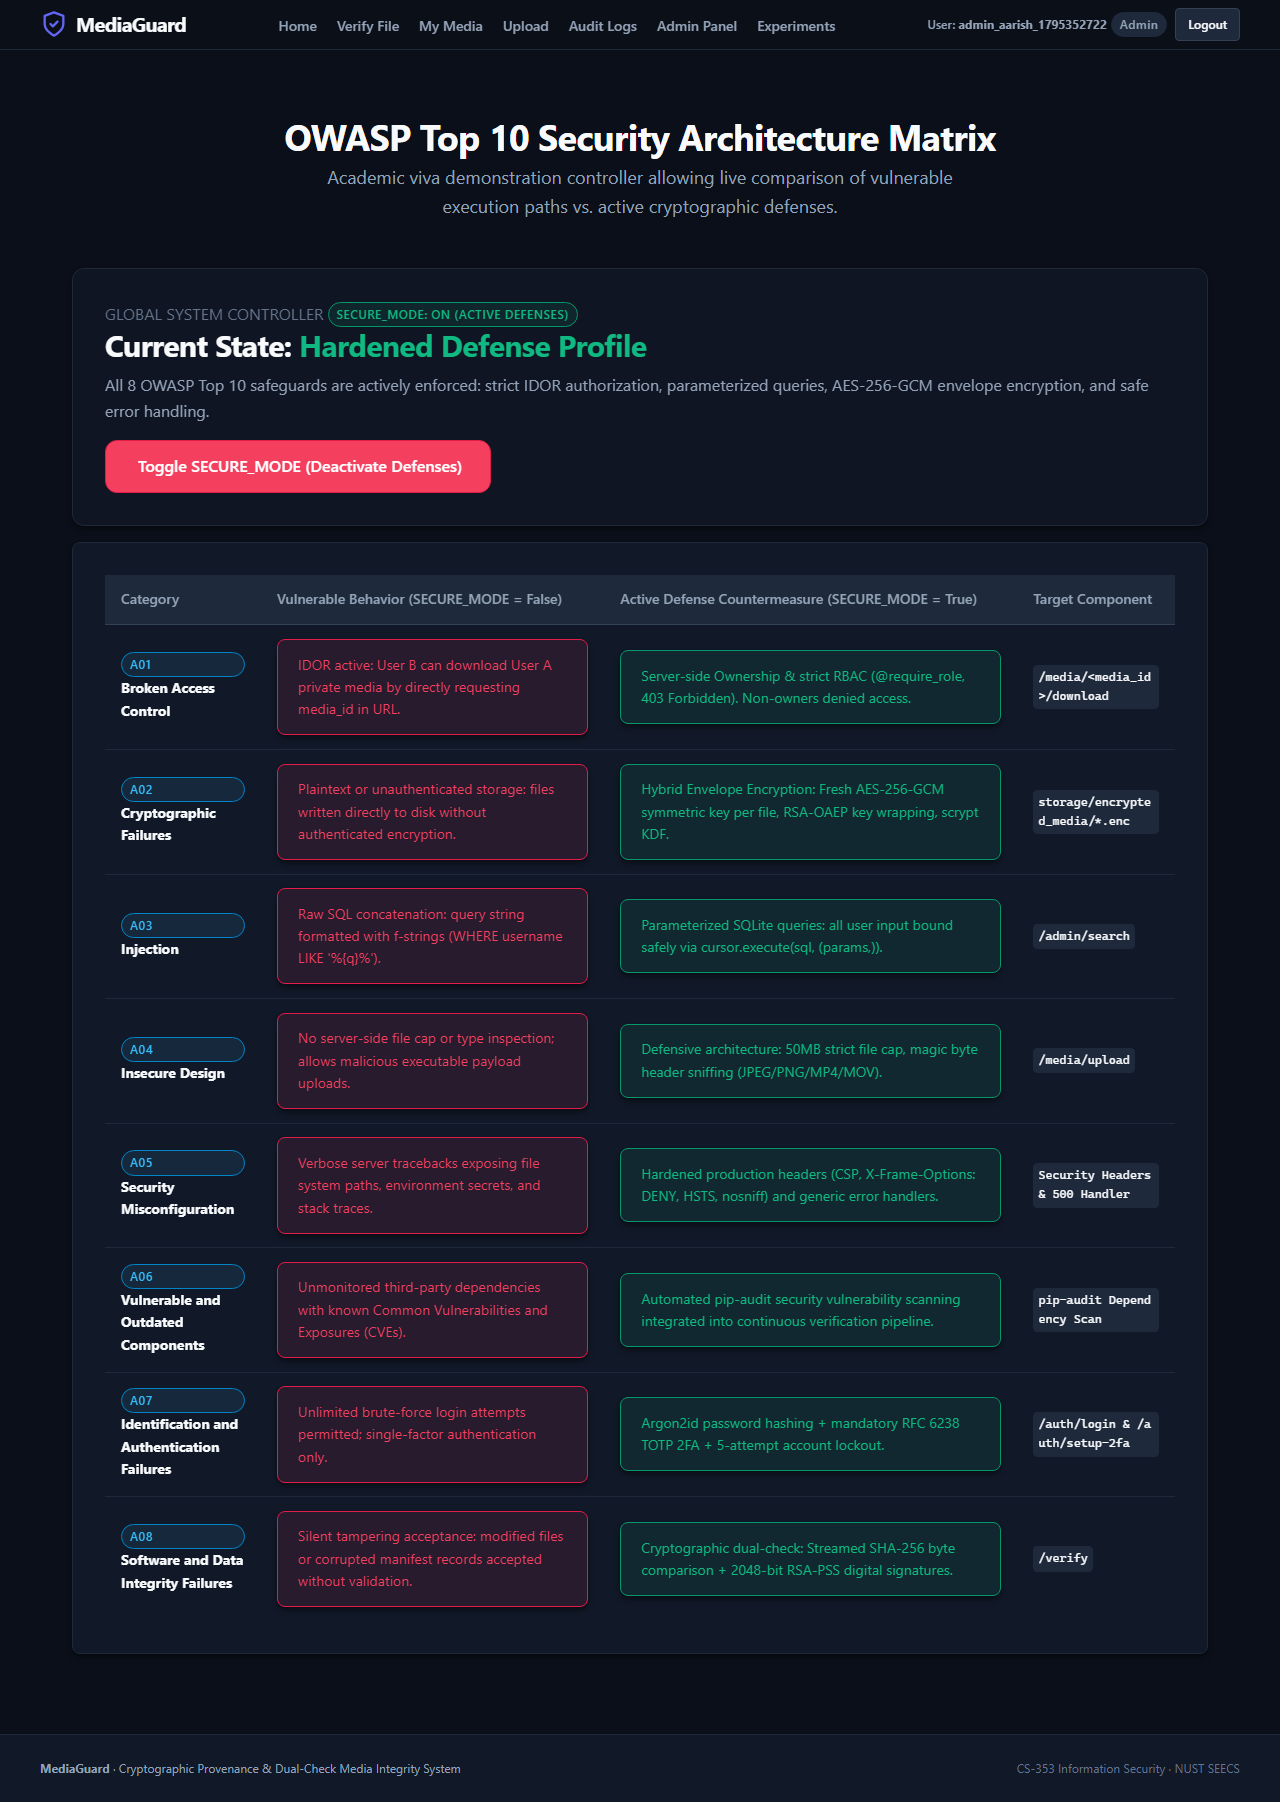 MediaGuard
Home Verify File My Media Upload Audit Logs Admin Panel Experiments
User: admin_aarish_1795352722 Admin Logout
OWASP Top 10 Security Architecture Matrix
Academic viva demonstration controller allowing live comparison of vulnerable
execution paths vs. active cryptographic defenses.
GLOBAL SYSTEM CONTROLLER SECURE_MODE: ON (ACTIVE DEFENSES)
Current State: Hardened Defense Profile
All 8 OWASP Top 10 safeguards are actively enforced: strict IDOR authorization, parameterized queries, AES-256-GCM envelope encryption, and safe
error handling.
Toggle SECURE_MODE (Deactivate Defenses)
Category Vulnerable Behavior (SECURE_MODE = False) Active Defense Countermeasure (SECURE_MODE = True) Target Component
A01
Broken Access
Control
IDOR active: User B can download User A
private media by directly requesting
media_id in URL.
Server-side Ownership & strict RBAC (@require_role,
403 Forbidden). Non-owners denied access.
/media/<media_id
>/download
A02
Cryptographic
Failures
Plaintext or unauthenticated storage: files
written directly to disk without
authenticated encryption.
Hybrid Envelope Encryption: Fresh AES-256-GCM
symmetric key per file, RSA-OAEP key wrapping, scrypt
KDF.
storage/encrypte
d_media/*.enc
A03
Injection
Raw SQL concatenation: query string
formatted with f-strings (WHERE username
LIKE '%{q}%').
Parameterized SQLite queries: all user input bound
safely via cursor.execute(sql, (params,)).
/admin/search
A04
Insecure Design
No server-side file cap or type inspection;
allows malicious executable payload
uploads.
Defensive architecture: 50MB strict file cap, magic byte
header sniffing (JPEG/PNG/MP4/MOV).
/media/upload
A05
Security
Misconfiguration
Verbose server tracebacks exposing file
system paths, environment secrets, and
stack traces.
Hardened production headers (CSP, X-Frame-Options:
DENY, HSTS, nosniff) and generic error handlers.
Security Headers
& 500 Handler
A06
Vulnerable and
Outdated
Components
Unmonitored third-party dependencies
with known Common Vulnerabilities and
Exposures (CVEs).
Automated pip-audit security vulnerability scanning
integrated into continuous verification pipeline.
pip-audit Depend
ency Scan
A07
Identification and
Authentication
Failures
Unlimited brute-force login attempts
permitted; single-factor authentication
only.
Argon2id password hashing + mandatory RFC 6238
TOTP 2FA + 5-attempt account lockout.
/auth/login & /a
uth/setup-2fa
A08
Software and Data
Integrity Failures
Silent tampering acceptance: modified files
or corrupted manifest records accepted
without validation.
Cryptographic dual-check: Streamed SHA-256 byte
comparison + 2048-bit RSA-PSS digital signatures.
/verify
MediaGuard · Cryptographic Provenance & Dual-Check Media Integrity System
CS-353 Information Security · NUST SEECS